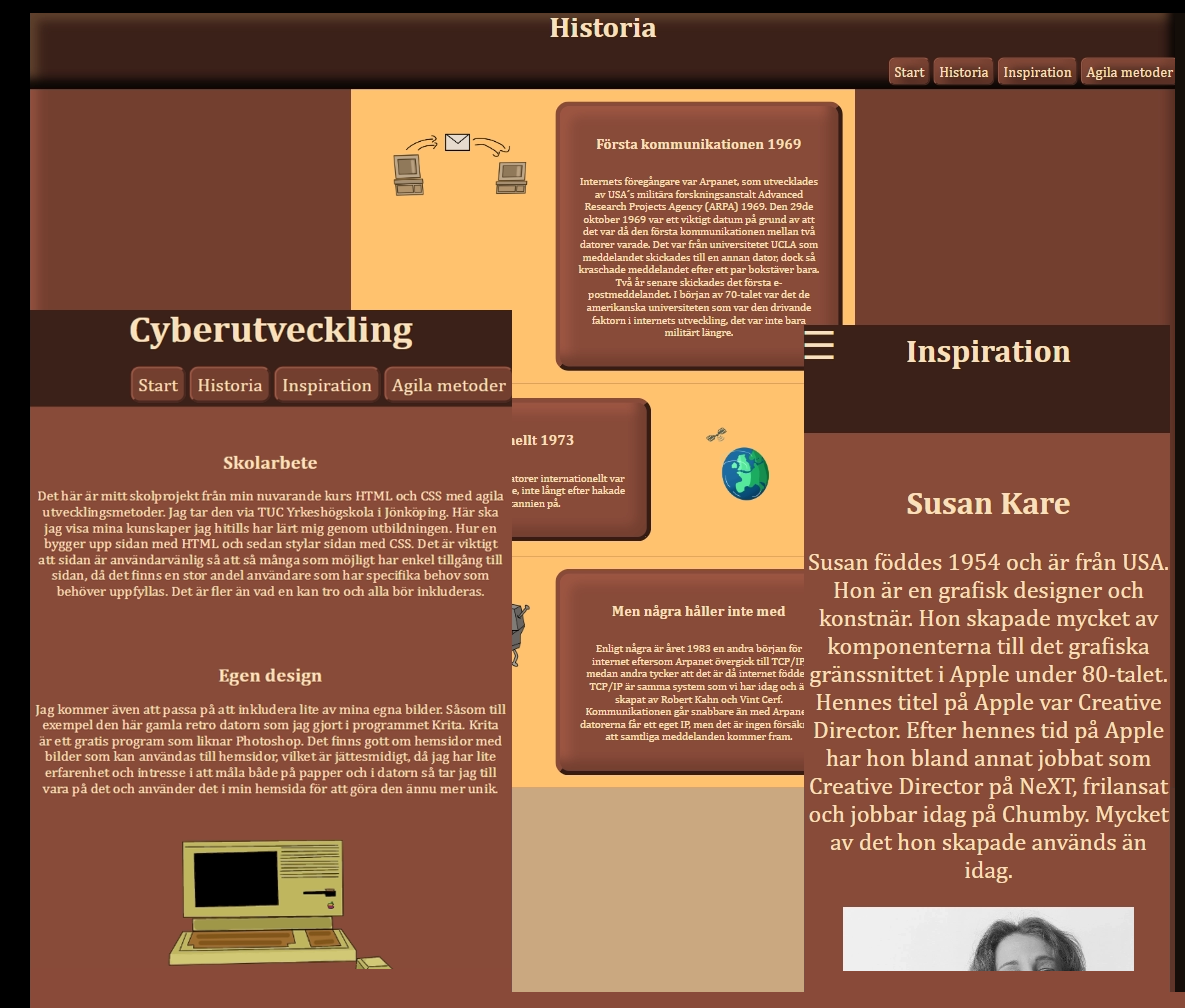 Historia
Start Historia Inspiration Agila metoder
Första kommunikationen 1969
Internets föregångare var Arpanet, som utvecklades
av USA´s militära forskningsanstalt Advanced
Research Projects Agency (ARPA) 1969. Den 29de
oktober 1969 var ett viktigt datum på grund av att
det var då den första kommunikationen mellan två
datorer varade. Det var från universitetet UCLA som
meddelandet skickades till en annan dator, dock så
kraschade meddelandet efter ett par bokstäver bara.
Två år senare skickades det första e-
postmeddelandet. I början av 70-talet var det de
amerikanska universiteten som var den drivande
faktorn i internets utveckling, det var inte bara
militärt längre.
1973
internationellt var
e, inte långt efter hakade
på.
Men några håller inte med
Enligt några är året 1983 en andra början för
internet eftersom Arpanet övergick till TCP/IP
medan andra tycker att det är då internet födde
TCP/IP är samma system som vi har idag och ä
skapat av Robert Kahn och Vint Cerf.
Kommunikationen går snabbare än med Arpane
datorerna får ett eget IP, men det är ingen försäk
att samtliga meddelanden kommer fram.
Cyberutveckling
Start Historia Inspiration Agila metoder
Skolarbete
Det här är mitt skolprojekt från min nuvarande kurs HTML och CSS med agila
utvecklingsmetoder. Jag tar den via TUC Yrkeshögskola i Jönköping. Här ska
jag visa mina kunskaper jag hitills har lärt mig genom utbildningen. Hur en
bygger upp sidan med HTML och sedan stylar sidan med CSS. Det är viktigt
att sidan är användarvänlig så att så många som möjligt har enkel tillgång till
sidan, då det finns en stor andel användare som har specifika behov som
behöver uppfyllas. Det är fler än vad en kan tro och alla bör inkluderas.
Egen design
Jag kommer även att passa på att inkludera lite av mina egna bilder. Såsom till
exempel den här gamla retro datorn som jag gjort i programmet Krita. Krita
är ett gratis program som liknar Photoshop. Det finns gott om hemsidor med
bilder som kan användas till hemsidor, vilket är jättesmidigt, då jag har lite
erfarenhet och intresse i att måla både på papper och i datorn så tar jag till
vara på det och använder det i min hemsida för att göra den ännu mer unik.
Inspiration
Susan Kare
Susan föddes 1954 och är från USA.
Hon är en grafisk designer och
konstnär. Hon skapade mycket av
komponenterna till det grafiska
gränssnittet i Apple under 80-talet.
Hennes titel på Apple var Creative
Director. Efter hennes tid på Apple
har hon bland annat jobbat som
Creative Director på NeXT, frilansat
och jobbar idag på Chumby. Mycket
av det hon skapade används än
idag.